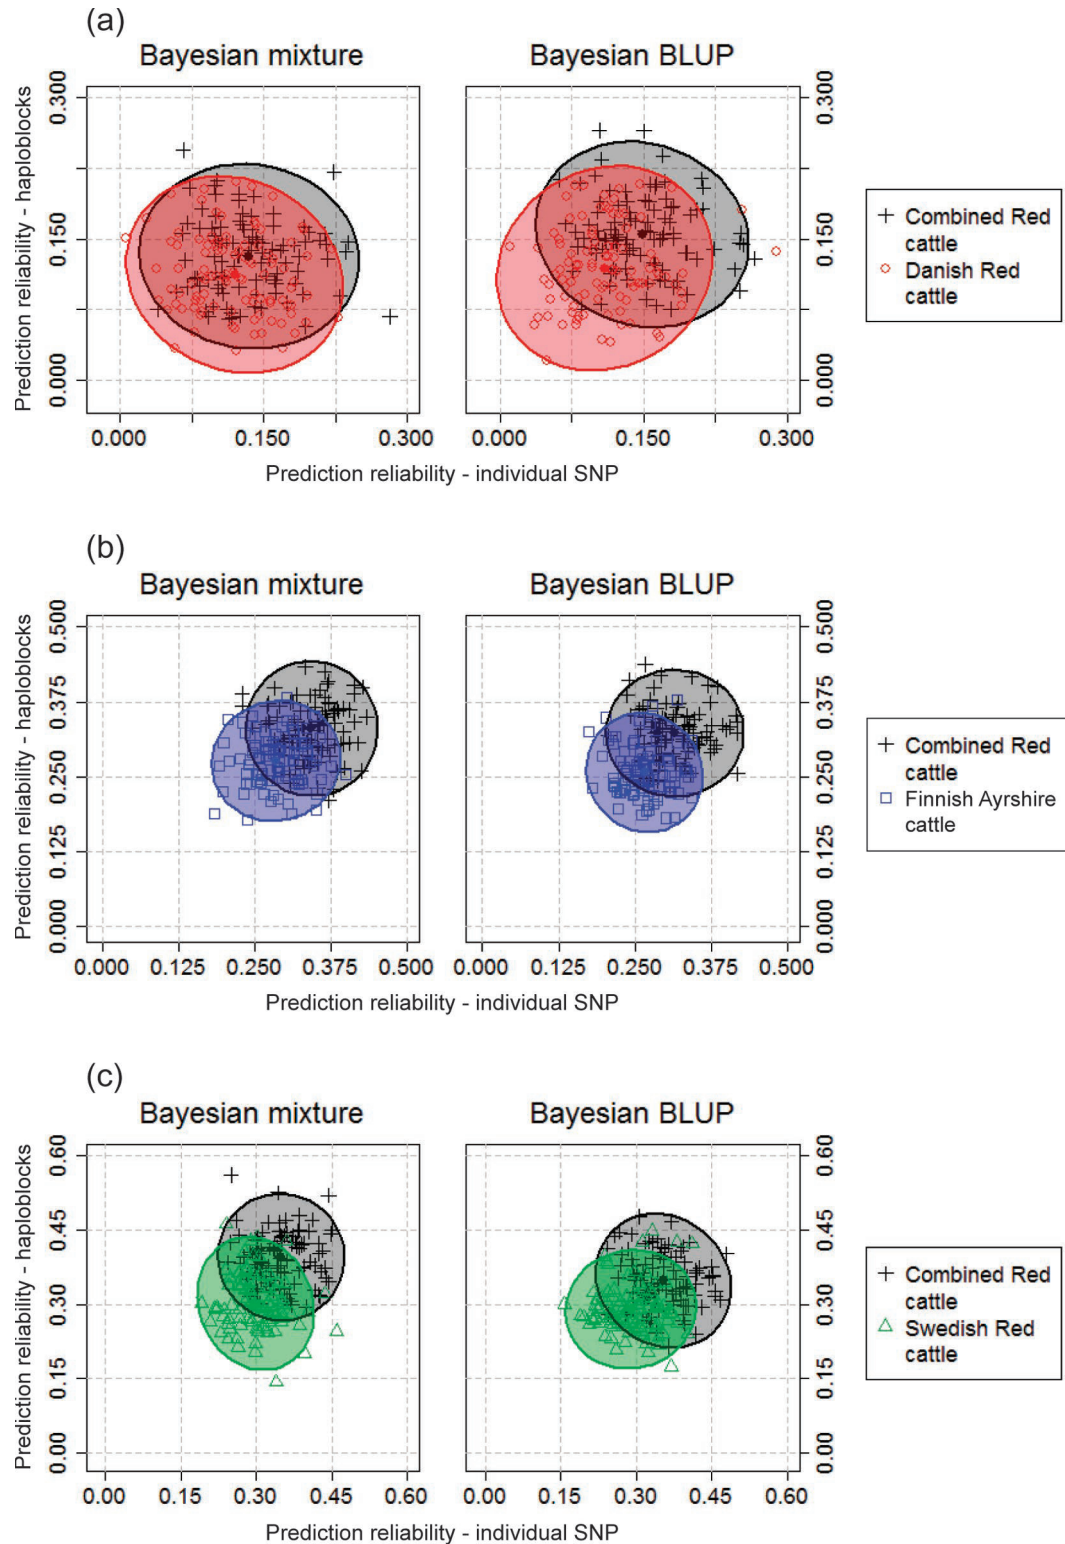 (a)
Bayesian mixture
Bayesian BLUP
Prediction reliability - haploblocks
0.000 0.150 0.300
0.000 0.150 0.300
0.000 0.150 0.300
0.000 0.150 0.300
Prediction reliability - individual SNP
Combined Red
cattle
Danish Red
cattle
(b)
Bayesian mixture
Bayesian BLUP
Prediction reliability - haploblocks
0.000 0.125 0.250 0.375 0.500
0.000 0.125 0.250 0.375 0.500
0.000 0.125 0.250 0.375 0.500
0.000 0.125 0.250 0.375 0.500
Prediction reliability - individual SNP
Combined Red
cattle
Finnish Ayrshire
cattle
(c)
Bayesian mixture
Bayesian BLUP
Prediction reliability - haploblocks
0.00 0.15 0.30 0.45 0.60
0.00 0.15 0.30 0.45 0.60
0.00 0.15 0.30 0.45 0.60
0.00 0.15 0.30 0.45 0.60
Prediction reliability - individual SNP
Combined Red
cattle
Swedish Red
cattle